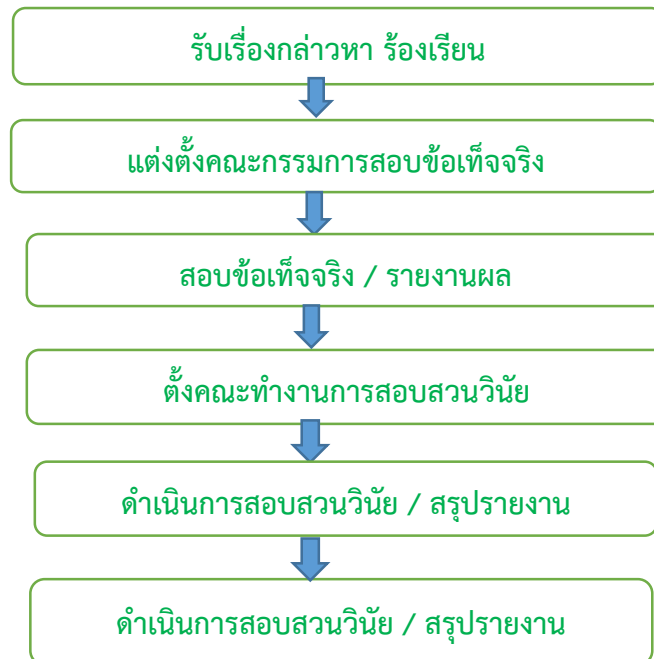 รับเรื่องกล่าวหา ร้องเรียน
แต่งตั้งคณะกรรมการสอบข้อเท็จจริง
สอบข้อเท็จจริง / รายงานผล
ตั้งคณะทำงานการสอบสวนวินัย
ดำเนินการสอบสวนวินัย / สรุปรายงาน
ดำเนินการสอบสวนวินัย / สรุปรายงาน